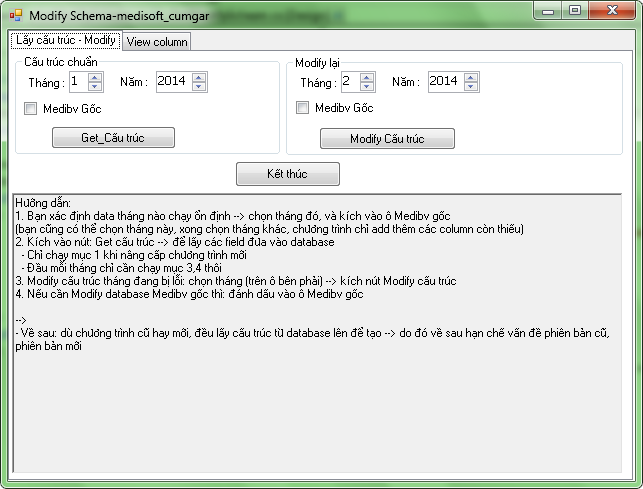 Modify Schema-medisoft_cumgar
Lấy cấu trúc - Modify
View column
Cấu trúc chuẩn
Tháng : 1 Năm : 2014
Medibv Gốc
Get_Cấu trúc
Modify lại
Tháng : 2 Năm : 2014
Medibv Gốc
Modify Cấu trúc
Kết thúc
Hướng dẫn:
1. Bạn xác định data tháng nào chạy ổn định --> chọn tháng đó, và kích vào ô Medibv gốc
(bạn cũng có thể chọn tháng này, xong chọn tháng khác, chương trình chỉ add thêm các column còn thiếu)
2. Kích vào nút: Get cấu trúc --> để lấy các field đưa vào database
- Chỉ chạy mục 1 khi nâng cấp chương trình mới
- Đầu mỗi tháng chỉ cần chạy mục 3,4 thôi
3. Modify cấu trúc tháng đang bị lỗi: chọn tháng (trên ô bên phải) --> kích nút Modify cấu trúc
4. Nếu cần Modify database Medibv gốc thì: đánh dấu vào ô Medibv gốc
-->
- Về sau: dù chương trình cũ hay mới, đều lấy cấu trúc từ database lên để tạo --> do đó về sau hạn chế vấn đề phiên bản cũ,
phiên bản mới